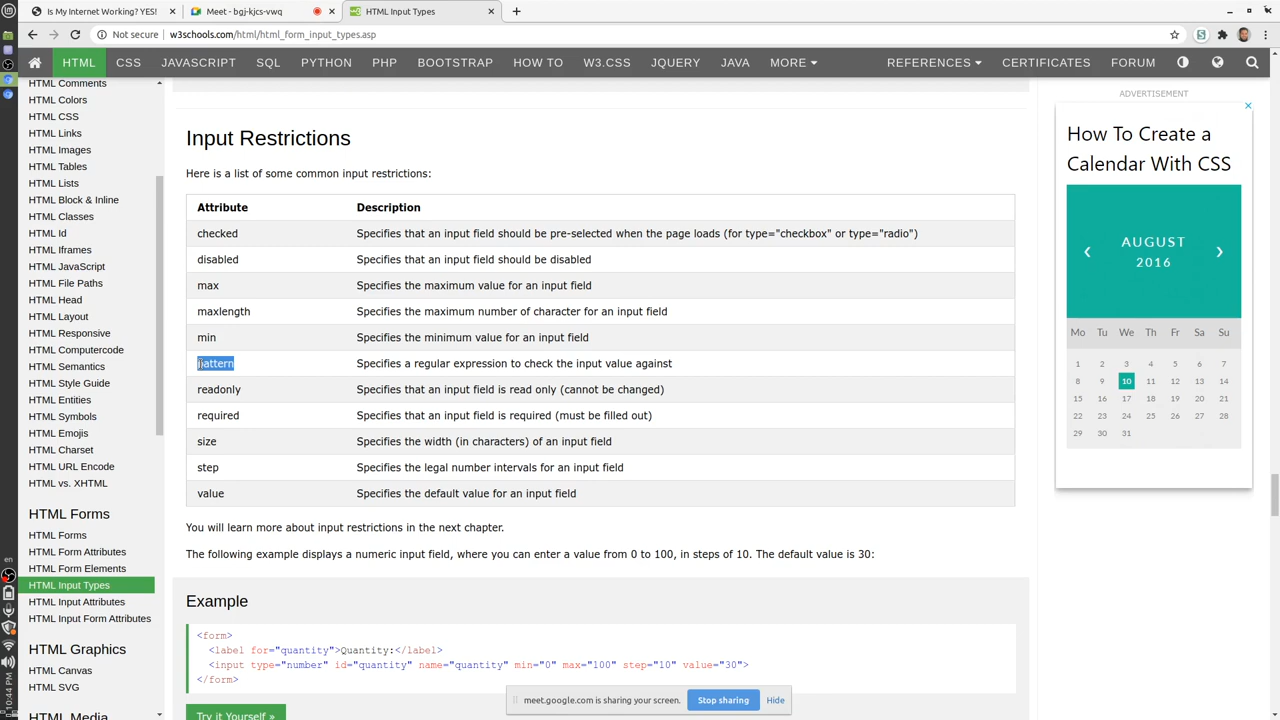 Is My Internet Working? YES!
Meet - bgj-kjcs-vwq
HTML Input Types
Not secure
w3schools.com/html/html_form_input_types.asp
HTML CSS JAVASCRIPT SQL PYTHON PHP BOOTSTRAP HOW TO W3.CSS JQUERY JAVA MORE REFERENCES CERTIFICATES FORUM
HTML Comments
HTML Colors
HTML CSS
HTML Links
HTML Images
HTML Tables
HTML Lists
HTML Block & Inline
HTML Classes
HTML Id
HTML Iframes
HTML JavaScript
HTML File Paths
HTML Head
HTML Layout
HTML Responsive
HTML Computercode
HTML Semantics
HTML Style Guide
HTML Entities
HTML Symbols
HTML Emojis
HTML Charset
HTML URL Encode
HTML vs. XHTML
HTML Forms
HTML Forms
HTML Form Attributes
HTML Form Elements
HTML Input Types
HTML Input Attributes
HTML Input Form Attributes
HTML Graphics
HTML Canvas
HTML SVG
HTML Media
Input Restrictions
Here is a list of some common input restrictions:
Attribute Description
checked Specifies that an input field should be pre-selected when the page loads (for type="checkbox" or type="radio")
disabled Specifies that an input field should be disabled
max Specifies the maximum value for an input field
maxlength Specifies the maximum number of character for an input field
min Specifies the minimum value for an input field
pattern Specifies a regular expression to check the input value against
readonly Specifies that an input field is read only (cannot be changed)
required Specifies that an input field is required (must be filled out)
size Specifies the width (in characters) of an input field
step Specifies the legal number intervals for an input field
value Specifies the default value for an input field
You will learn more about input restrictions in the next chapter.
The following example displays a numeric input field, where you can enter a value from 0 to 100, in steps of 10. The default value is 30:
Example
<form>
<label for="quantity">Quantity:</label>
<input type="number" id="quantity" name="quantity" min="0" max="100" step="10" value="30">
</form>
Try it Yourself »
ADVERTISEMENT
How To Create a
Calendar With CSS
AUGUST
2016
Mo Tu We Th Fr Sa Su
1 2 3 4 5 6 7
8 9 10 11 12 13 14
15 16 17 18 19 20 21
22 23 24 25 26 27 28
29 30 31
meet.google.com is sharing your screen. Stop sharing Hide
en
10:44 PM